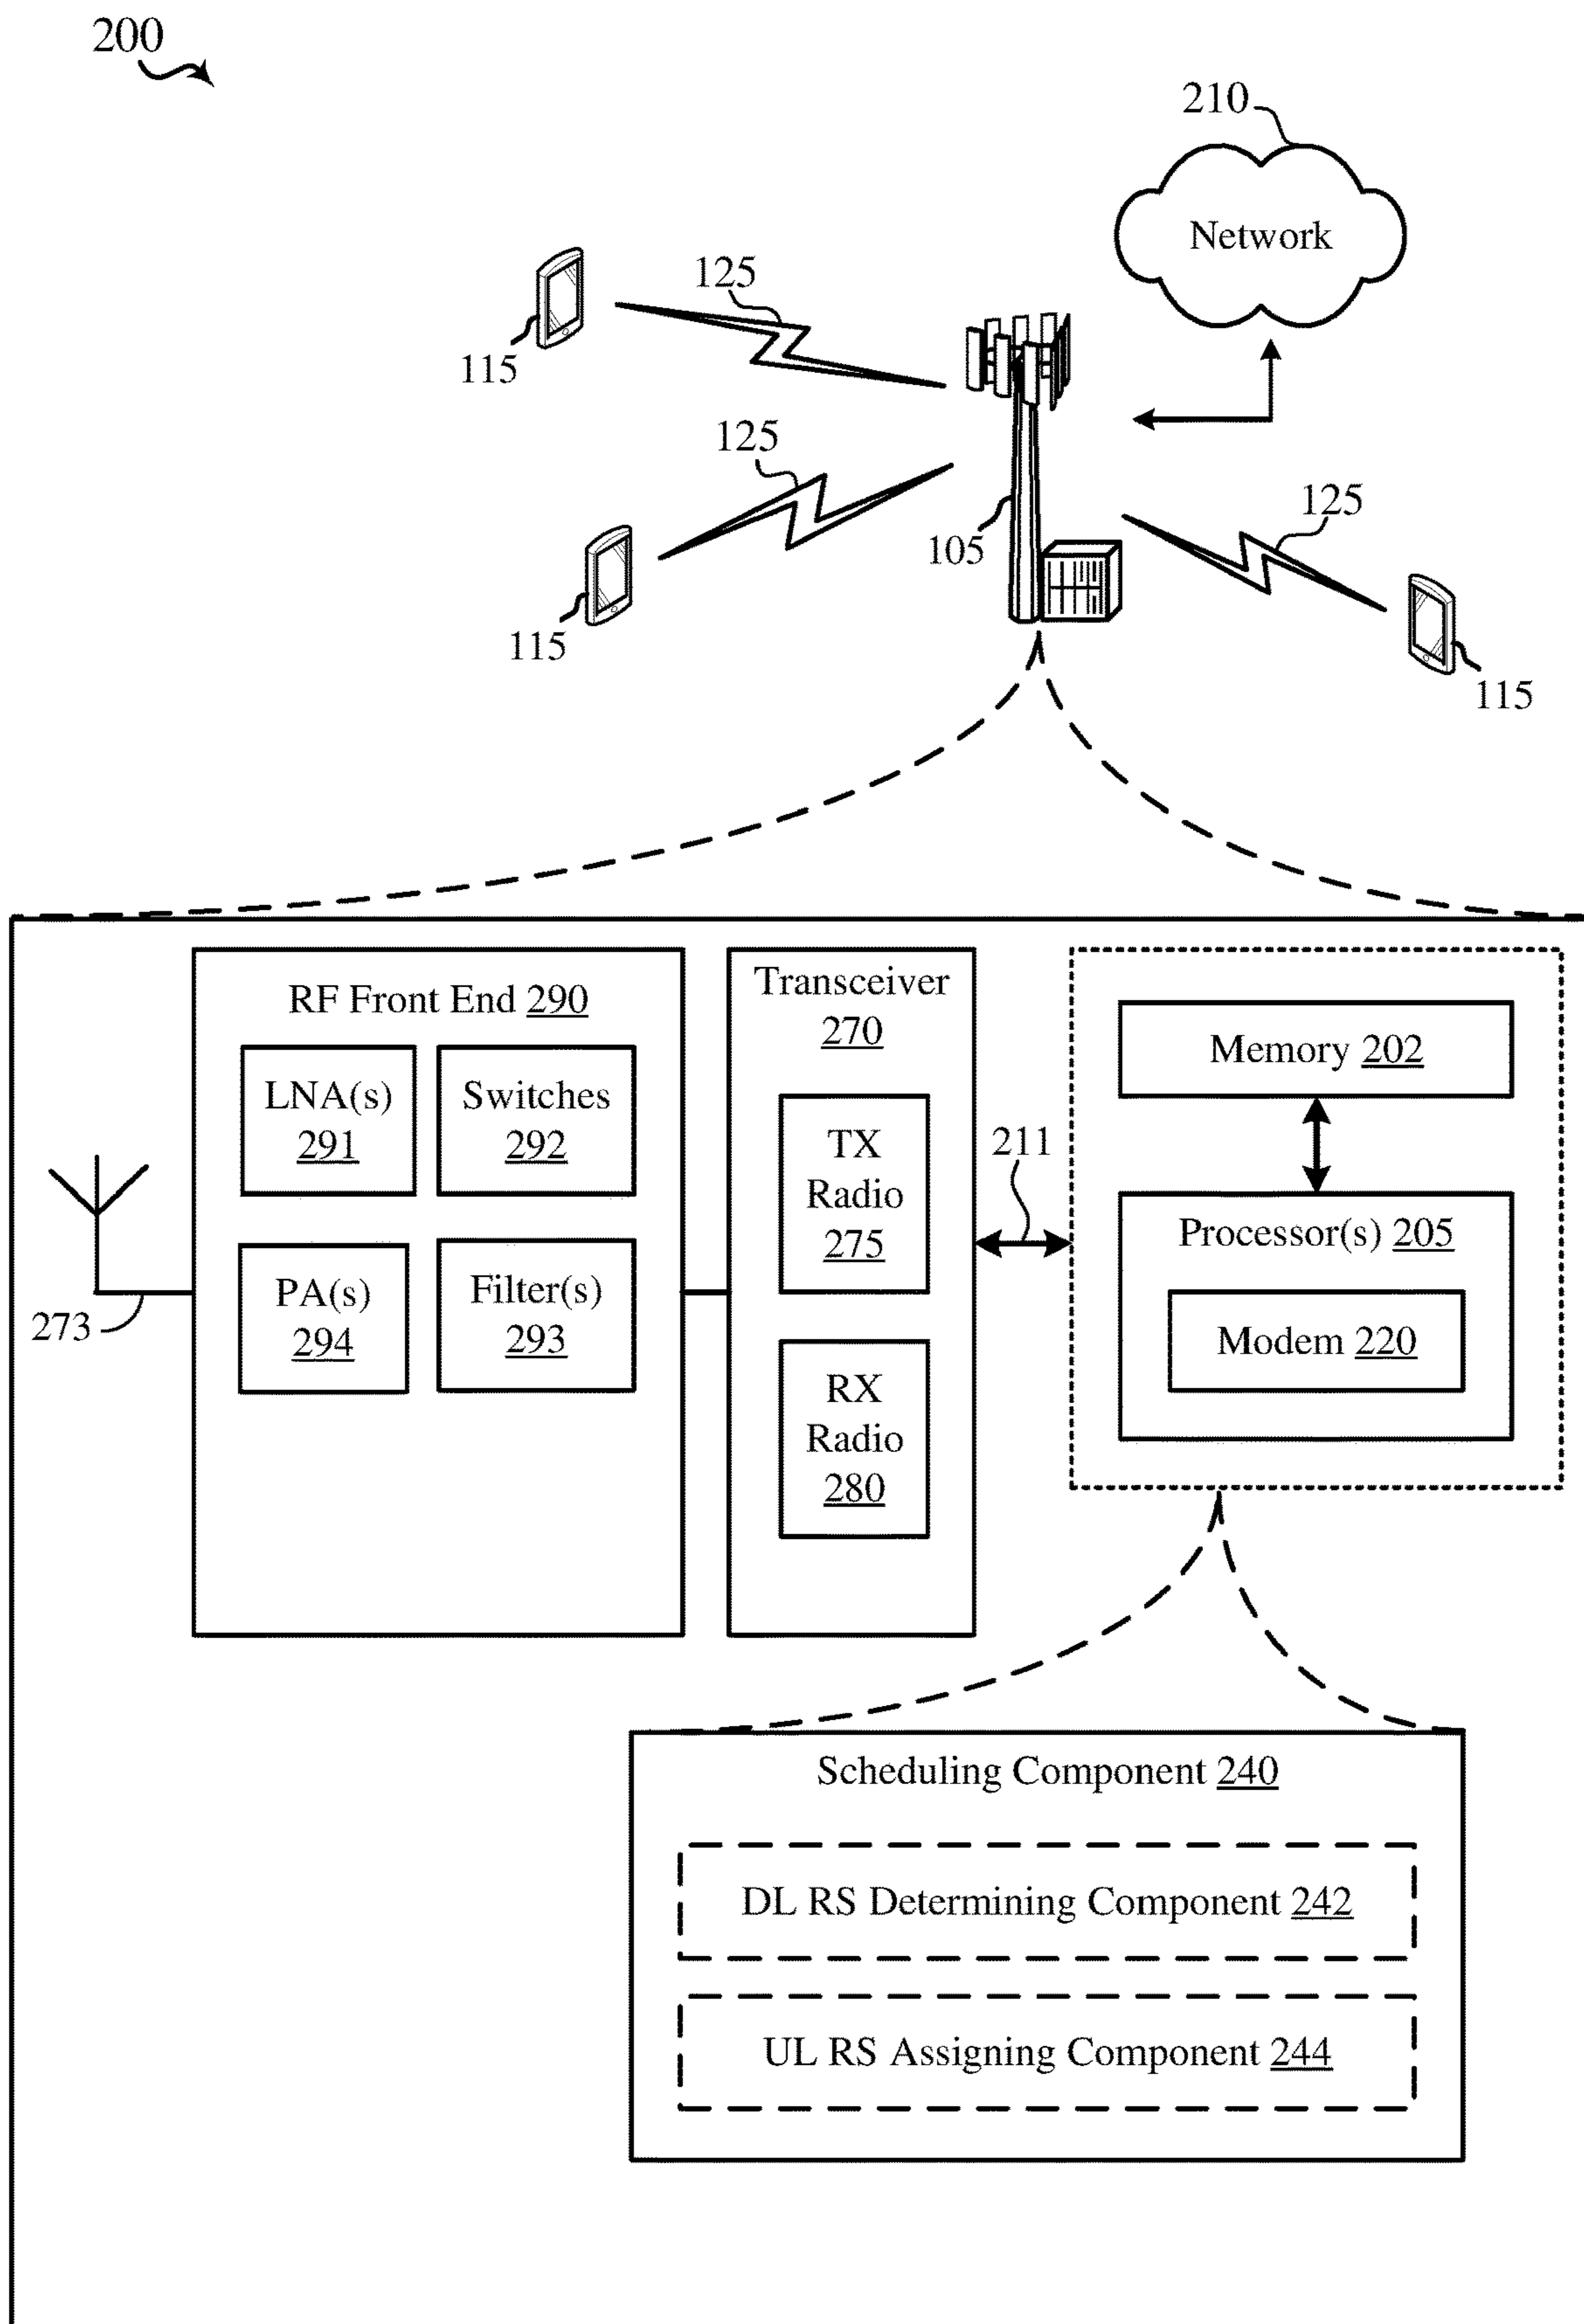 200
210
Network
125
115
125
105
125
115
115
RF Front End 290
LNA(s)
291
Switches
292
PA(s)
294
Filter(s)
293
273
Transceiver
270
TX
Radio
275
RX
Radio
280
211
Memory 202
Processor(s) 205
Modem 220
Scheduling Component 240
DL RS Determining Component 242
UL RS Assigning Component 244